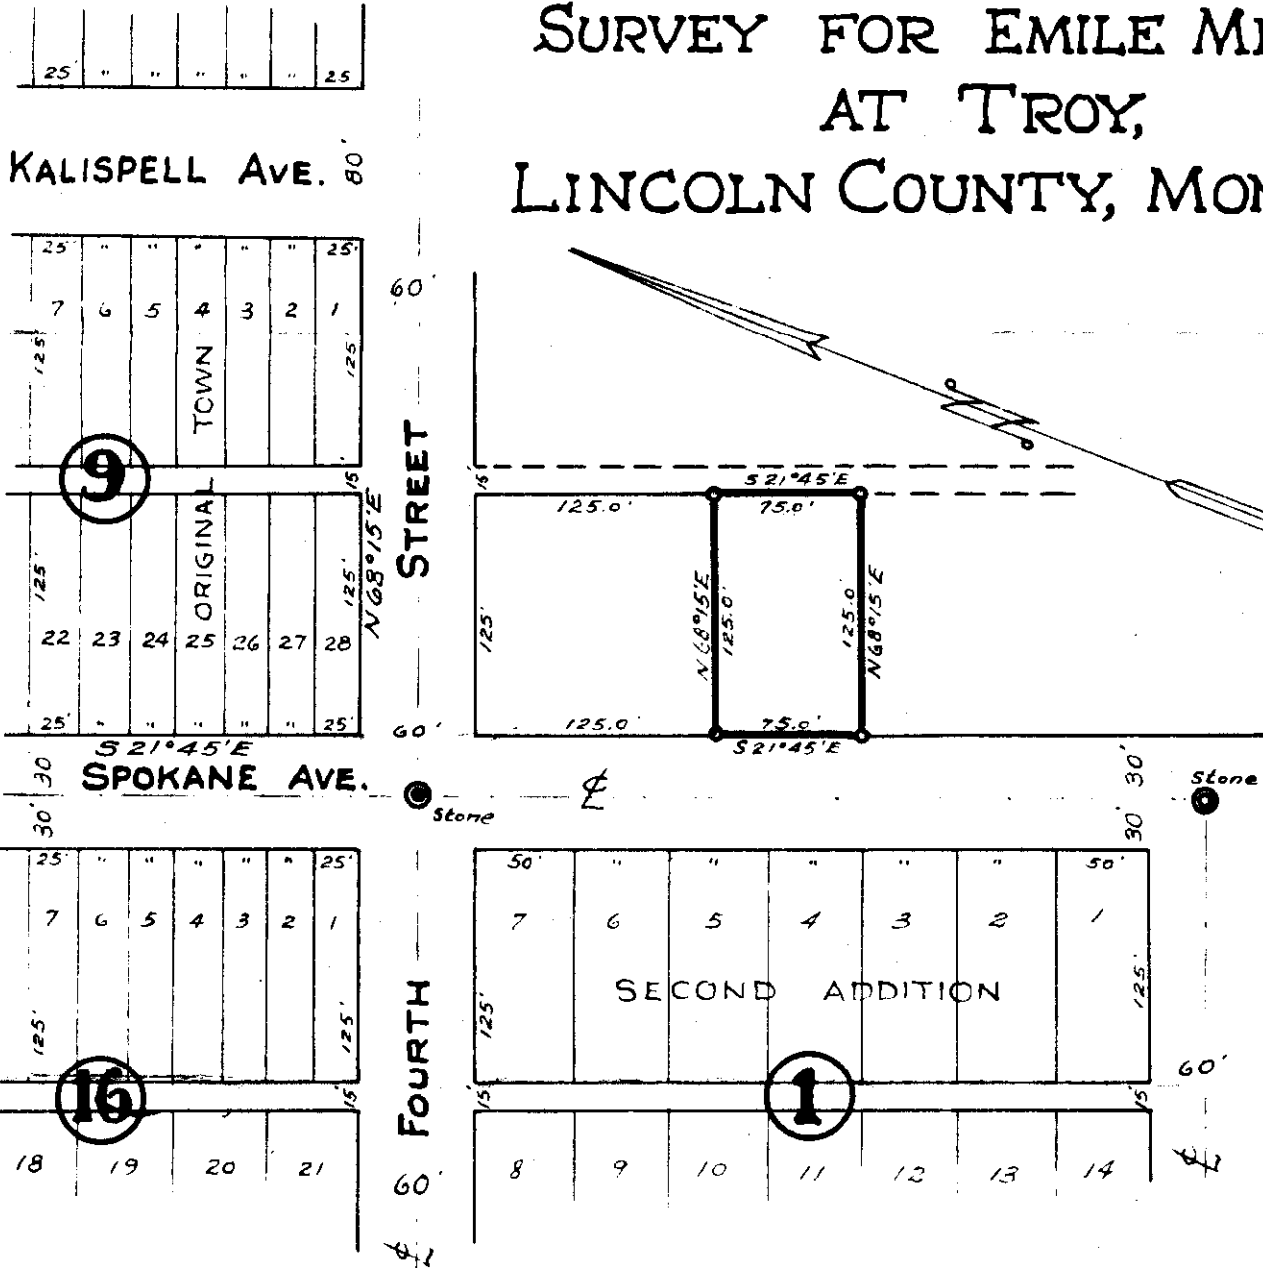 SURVEY FOR EMILE
AT TROY,
LINCOLN COUNTY,
25' " " " " " 25
KALISPELL AVE. 80'
25' " " " " " 25'
60'
7 6 5 4 3 2 1
125' 125'
ORIGINAL TOWN
9
15'
N 68°15'E
STREET
15'
S 21°45'E
125.0' 75.0'
125' 125'
125'
N 68°15'E
125.0'
125.0
N 68°15'E
22 23 24 25 26 27 28
25' " " " " " 25'
60'
125.0' 75.0'
S 21°45'E
S 21°45'E
30
SPOKANE AVE.
30'
Stone
℄
30'
30'
Stone
25' " " " " " 25'
50' " " " " " 50'
7 6 5 4 3 2 1
7 6 5 4 3 2 1
SECOND ADDITION
125' 125'
125' 125'
FOURTH
16
15'
15'
1
15'
60'
18 19 20 21
60'
8 9 10 11 12 13 14
℄
℄